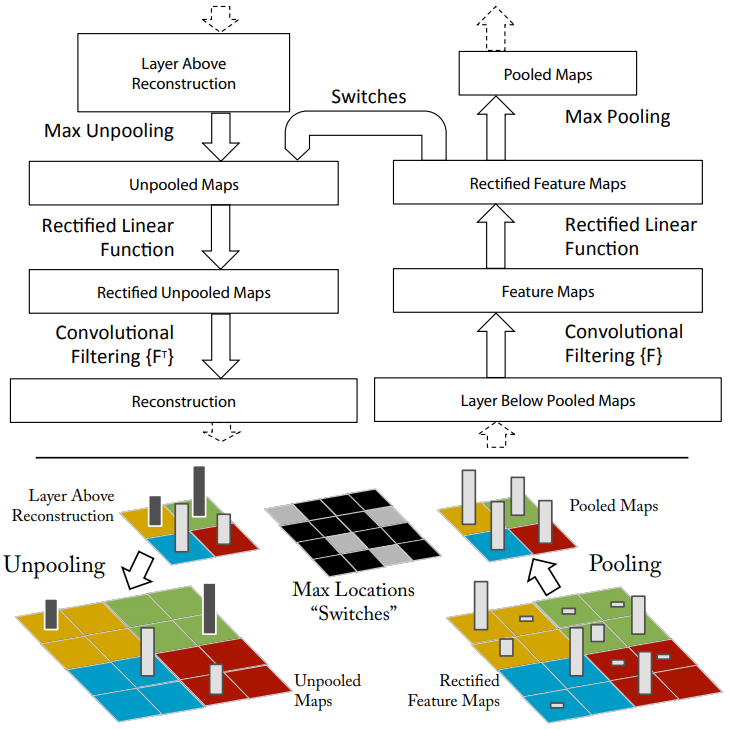 Layer Above
Reconstruction
Pooled Maps
Switches
Max Unpooling
Max Pooling
Unpooled Maps
Rectified Feature Maps
Rectified Linear
Function
Rectified Linear
Function
Rectified Unpooled Maps
Feature Maps
Convolutional
Filtering {Fᵀ}
Convolutional
Filtering {F}
Reconstruction
Layer Below Pooled Maps
Layer Above
Reconstruction
Pooled Maps
Unpooling
Max Locations
“Switches”
Pooling
Unpooled
Maps
Rectified
Feature Maps